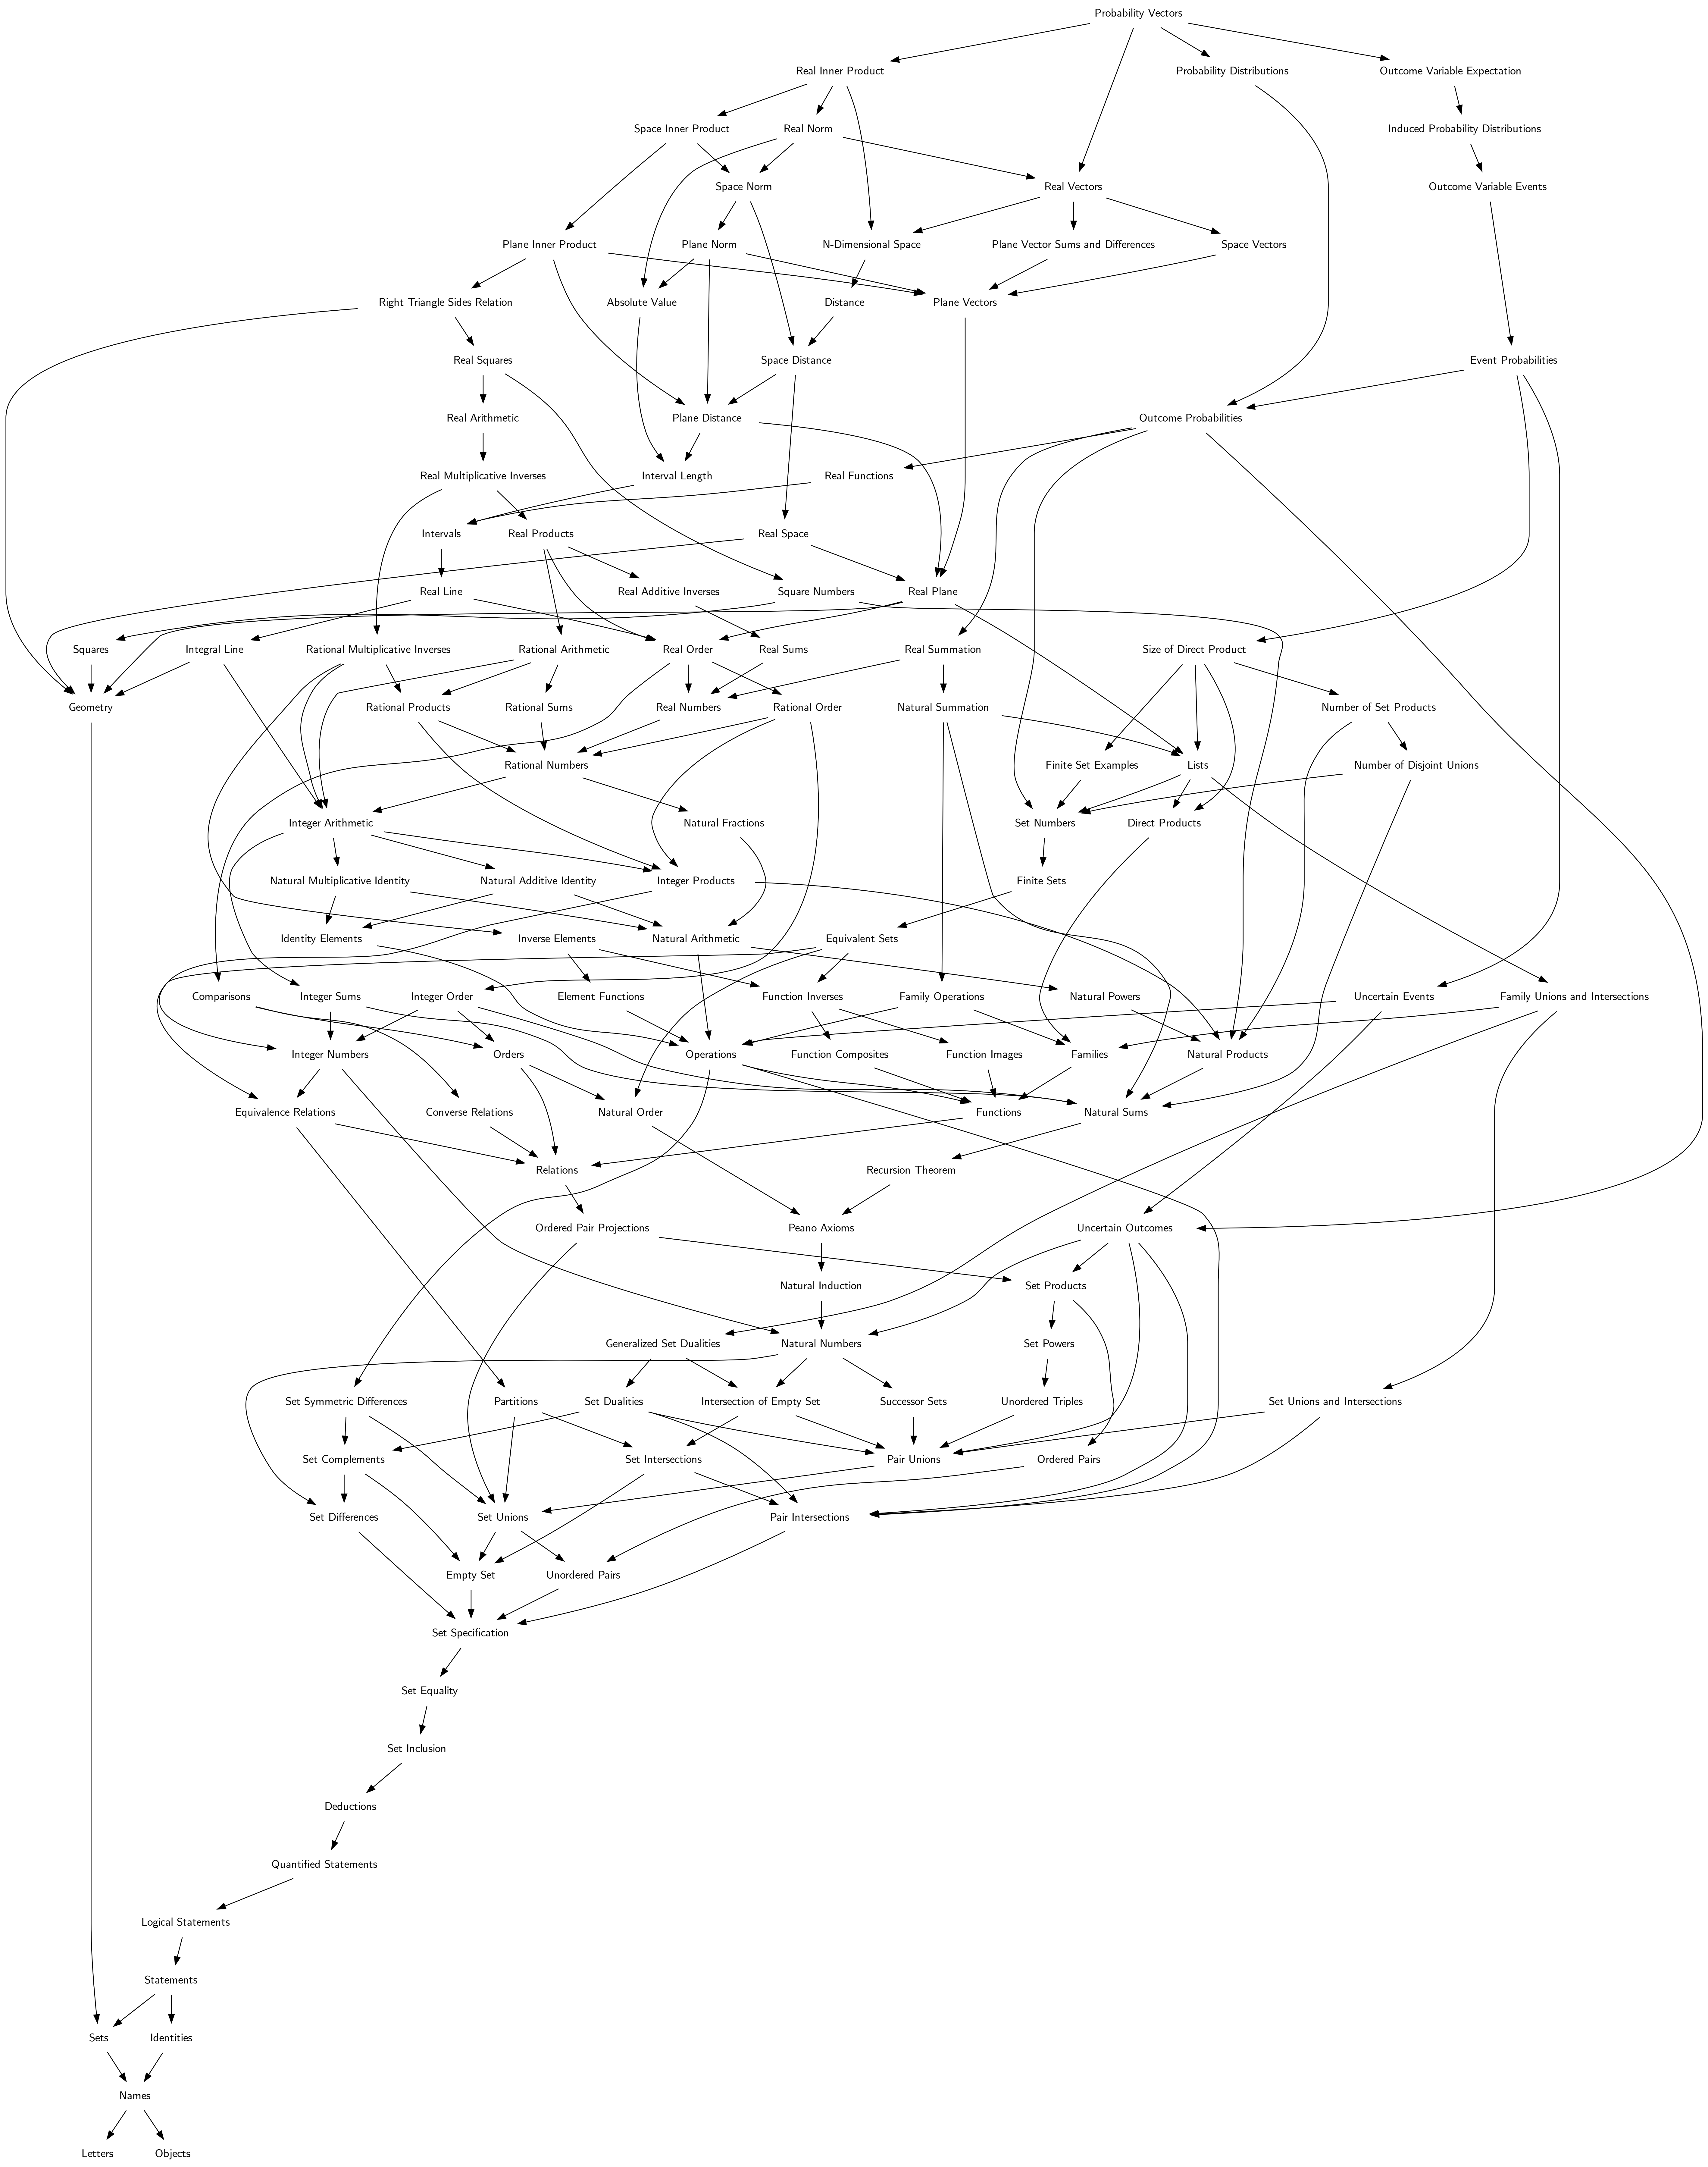 Probability Vectors
Real Inner Product
Probability Distributions
Outcome Variable Expectation
Space Inner Product
Real Norm
Induced Probability Distributions
Space Norm
Real Vectors
Outcome Variable Events
Plane Inner Product
Plane Norm
N-Dimensional Space
Plane Vector Sums and Differences
Space Vectors
Right Triangle Sides Relation
Absolute Value
Distance
Plane Vectors
Real Squares
Space Distance
Event Probabilities
Real Arithmetic
Plane Distance
Outcome Probabilities
Real Multiplicative Inverses
Interval Length
Real Functions
Intervals
Real Products
Real Space
Real Line
Real Additive Inverses
Square Numbers
Real Plane
Squares
Integral Line
Rational Multiplicative Inverses
Rational Arithmetic
Real Order
Real Sums
Real Summation
Size of Direct Product
Geometry
Rational Products
Rational Sums
Real Numbers
Rational Order
Natural Summation
Number of Set Products
Rational Numbers
Finite Set Examples
Lists
Number of Disjoint Unions
Integer Arithmetic
Natural Fractions
Set Numbers
Direct Products
Natural Multiplicative Identity
Natural Additive Identity
Integer Products
Finite Sets
Identity Elements
Inverse Elements
Natural Arithmetic
Equivalent Sets
Comparisons
Integer Sums
Integer Order
Element Functions
Function Inverses
Family Operations
Natural Powers
Uncertain Events
Family Unions and Intersections
Integer Numbers
Orders
Operations
Function Composites
Function Images
Families
Natural Products
Equivalence Relations
Converse Relations
Natural Order
Functions
Natural Sums
Relations
Recursion Theorem
Ordered Pair Projections
Peano Axioms
Uncertain Outcomes
Natural Induction
Set Products
Generalized Set Dualities
Natural Numbers
Set Powers
Set Symmetric Differences
Partitions
Set Dualities
Intersection of Empty Set
Successor Sets
Unordered Triples
Set Unions and Intersections
Set Complements
Set Intersections
Pair Unions
Ordered Pairs
Set Differences
Set Unions
Pair Intersections
Empty Set
Unordered Pairs
Set Specification
Set Equality
Set Inclusion
Deductions
Quantified Statements
Logical Statements
Statements
Sets
Identities
Names
Letters
Objects